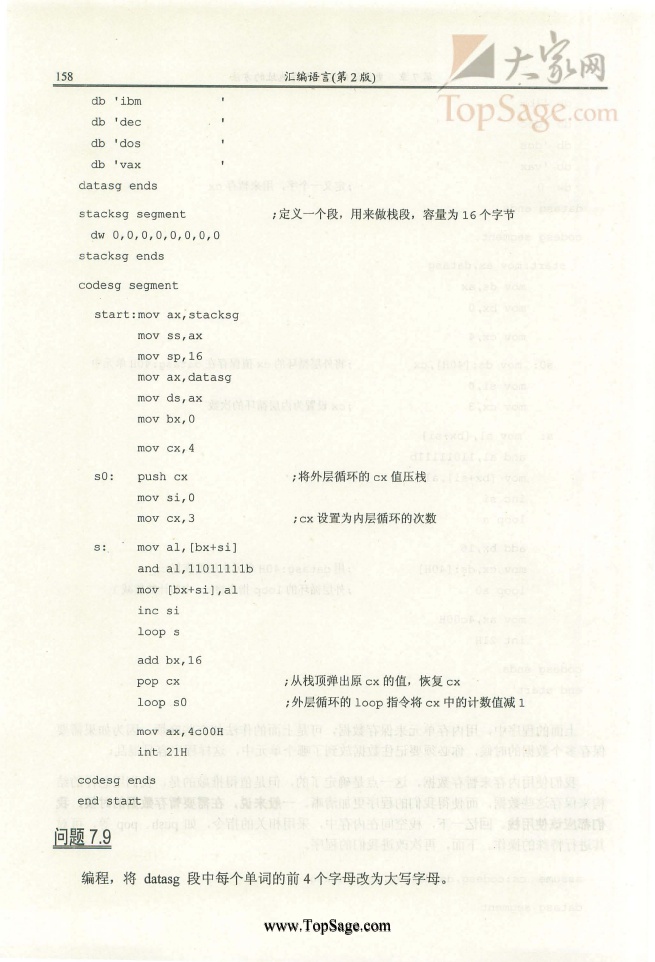 158 汇编语言(第 2 版)
大家网
TopSage.com
db 'ibm             '
db 'dec             '
db 'dos             '
db 'vax             '
datasg ends
stacksg segment ;定义一个段，用来做栈段，容量为 16 个字节
dw 0,0,0,0,0,0,0,0
stacksg ends
codesg segment
start:mov ax,stacksg
mov ss,ax
mov sp,16
mov ax,datasg
mov ds,ax
mov bx,0
mov cx,4
s0: push cx ;将外层循环的 cx 值压栈
mov si,0
mov cx,3 ;cx 设置为内层循环的次数
s: mov al,[bx+si]
and al,11011111b
mov [bx+si],al
inc si
loop s
add bx,16
pop cx ;从栈顶弹出原 cx 的值，恢复 cx
loop s0 ;外层循环的 loop 指令将 cx 中的计数值减 1
mov ax,4c00H
int 21H
codesg ends
end start
问题 7.9
编程，将 datasg 段中每个单词的前 4 个字母改为大写字母。
www.TopSage.com